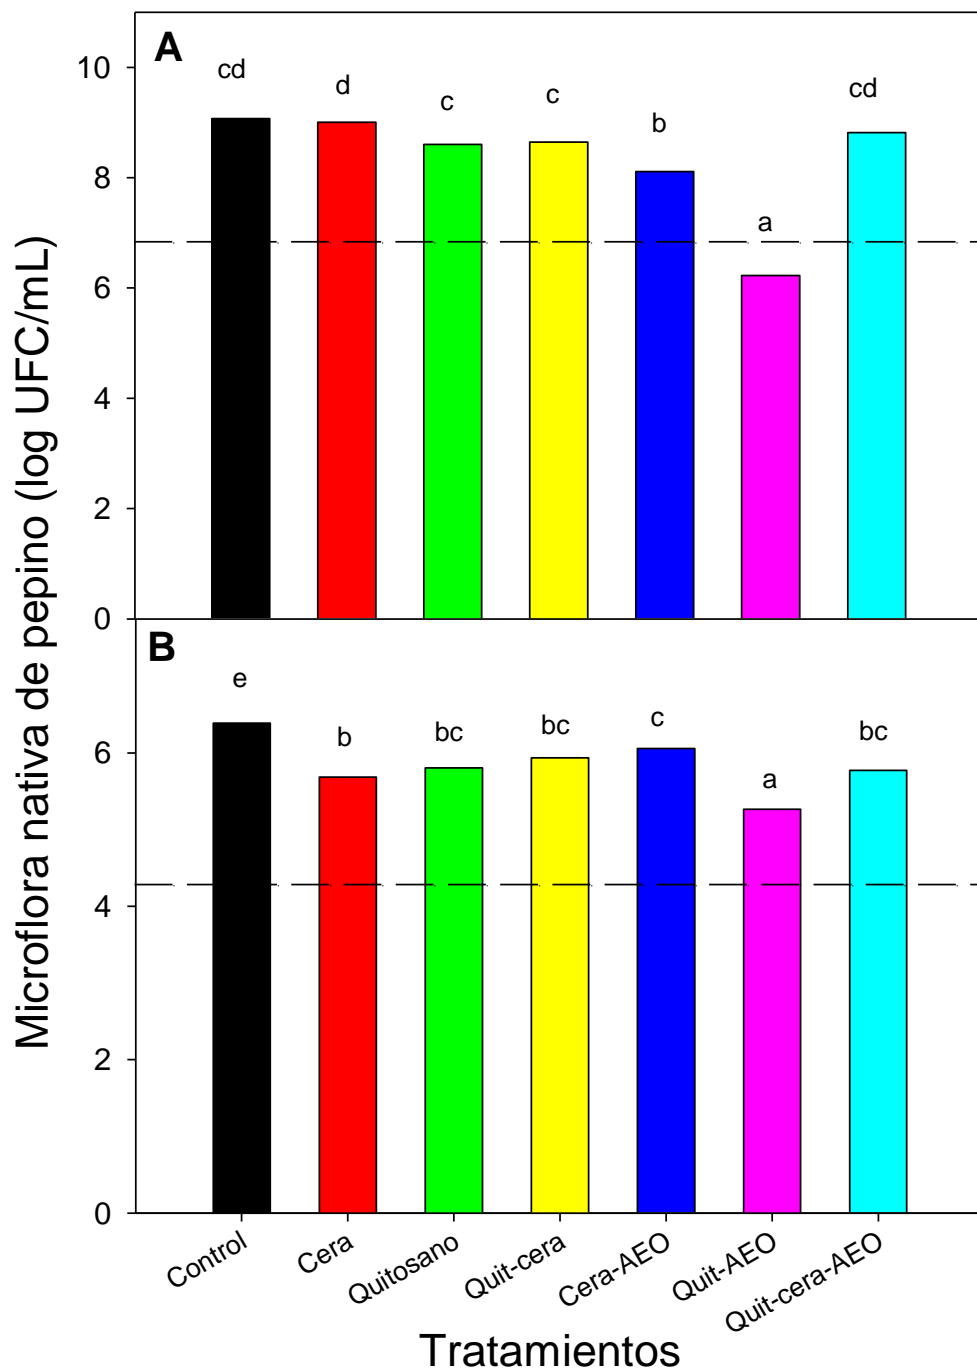 Microflora nativa de pepino (log UFC/mL)
A
10
8
6
4
2
0
cd
d
c
c
b
a
cd
B
6
4
2
0
e
b
bc
bc
c
a
bc
Control
Cera
Quitosano
Quit-cera
Cera-AEO
Quit-AEO
Quit-cera-AEO
Tratamientos